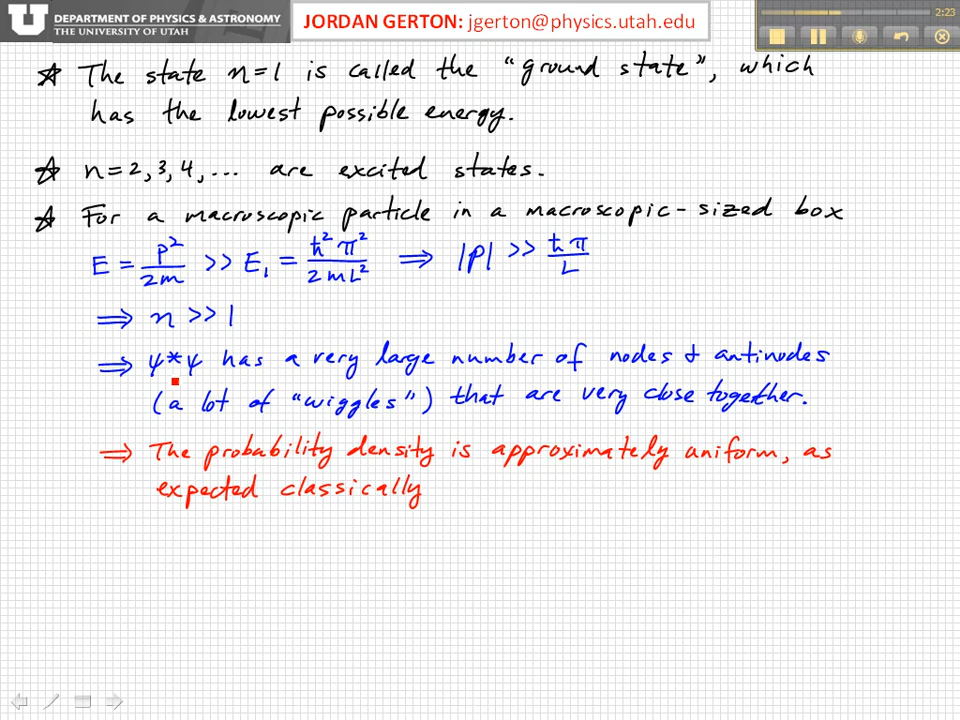 U DEPARTMENT OF PHYSICS & ASTRONOMY
THE UNIVERSITY OF UTAH
JORDAN GERTON: jgerton@physics.utah.edu
2:23
☆ The state n=1 is called the "ground state", which
has the lowest possible energy.
☆ n=2,3,4,... are excited states.
☆ For a macroscopic particle in a macroscopic-sized box
E = p²/2m >> E₁ = ħ²π²/2mL² ⟹ |p| >> ħπ/L
⟹ n >> 1
⟹ ψ*ψ has a very large number of nodes & antinodes
(a lot of "wiggles") that are very close together.
⟹ The probability density is approximately uniform, as
expected classically